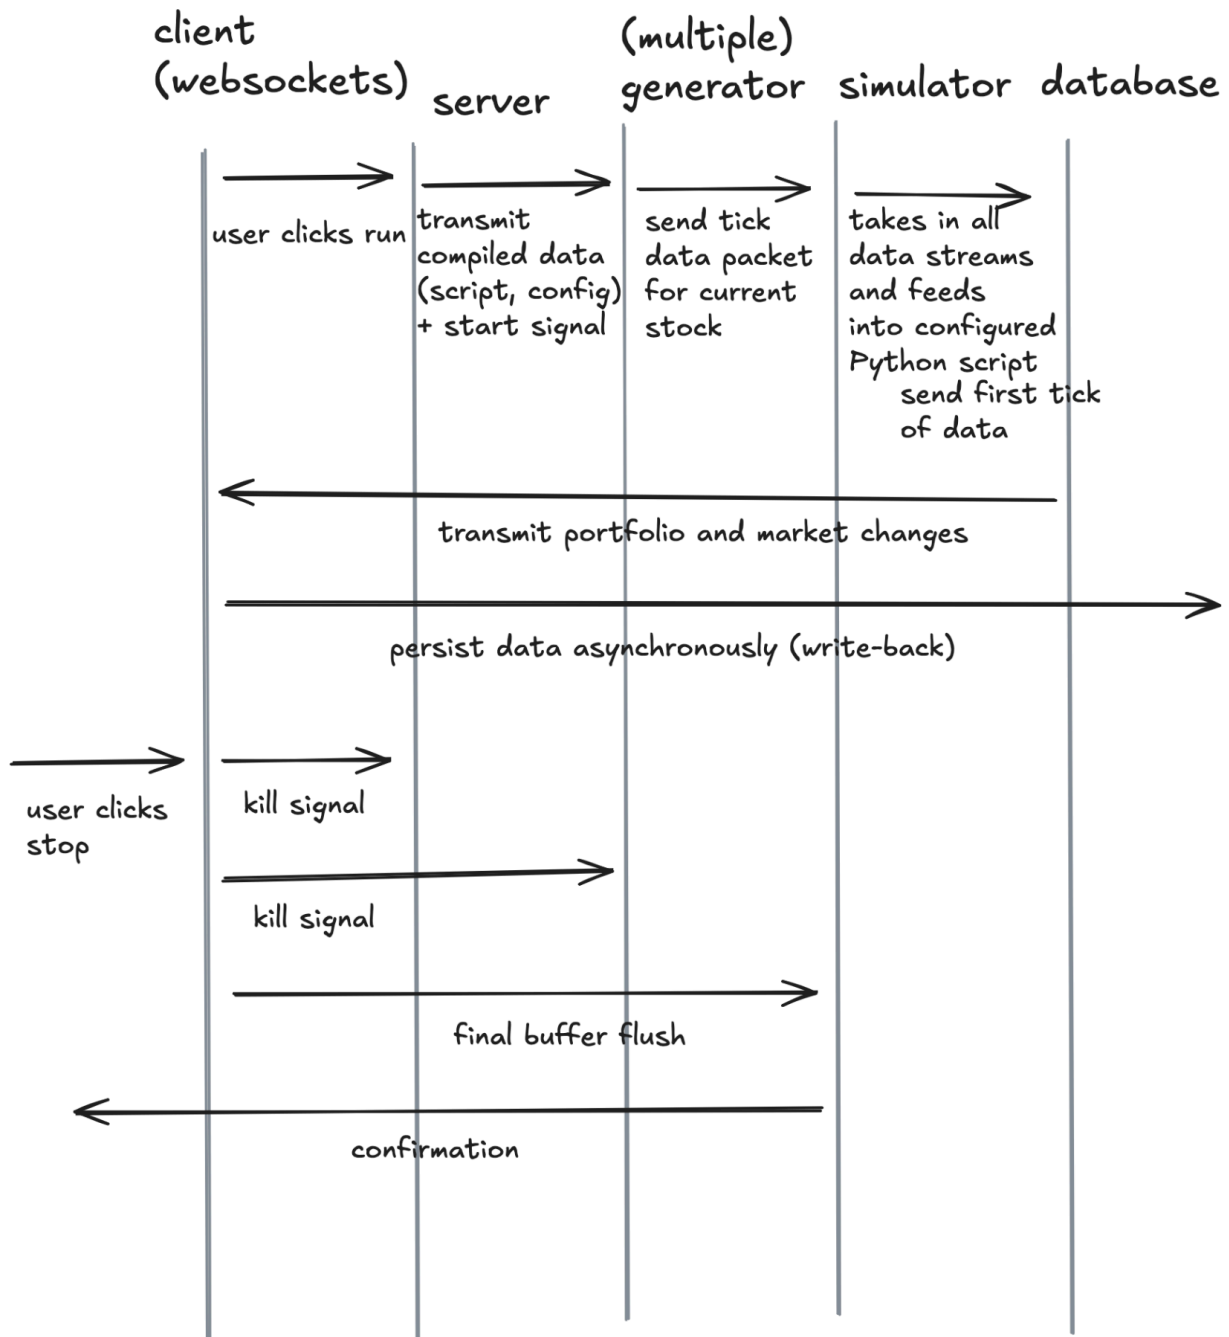 client
(websockets)
server
(multiple)
generator
simulator
database
user clicks run
transmit
compiled data
(script, config)
+ start signal
send tick
data packet
for current
stock
takes in all
data streams
and feeds
into configured
Python script
send first tick
of data
transmit portfolio and market changes
persist data asynchronously (write-back)
user clicks
stop
kill signal
kill signal
final buffer flush
confirmation